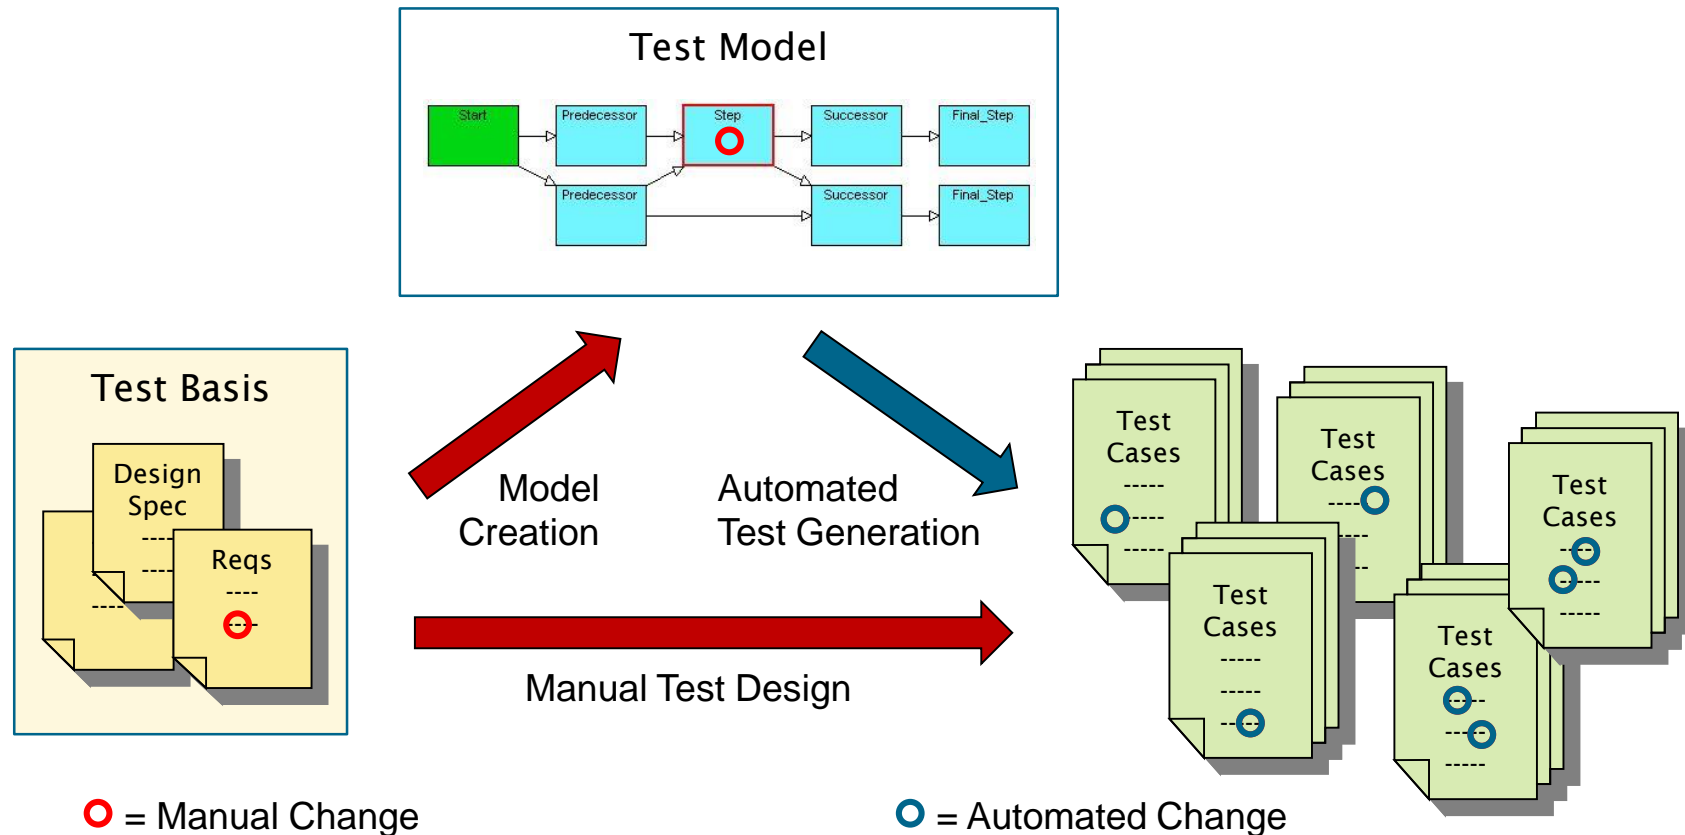 Test Model
Start
Predecessor
Step
Successor
Final_Step
Predecessor
Successor
Final_Step
Test Basis
Design
Spec
----
----
----
Reqs
----
----
Model
Creation
Automated
Test Generation
Manual Test Design
Test
Cases
-----
-----
-----
Test
Cases
-----
-----
-----
Test
Cases
-----
-----
-----
Test
Cases
-----
-----
-----
Test
Cases
-----
-----
-----
= Manual Change
= Automated Change